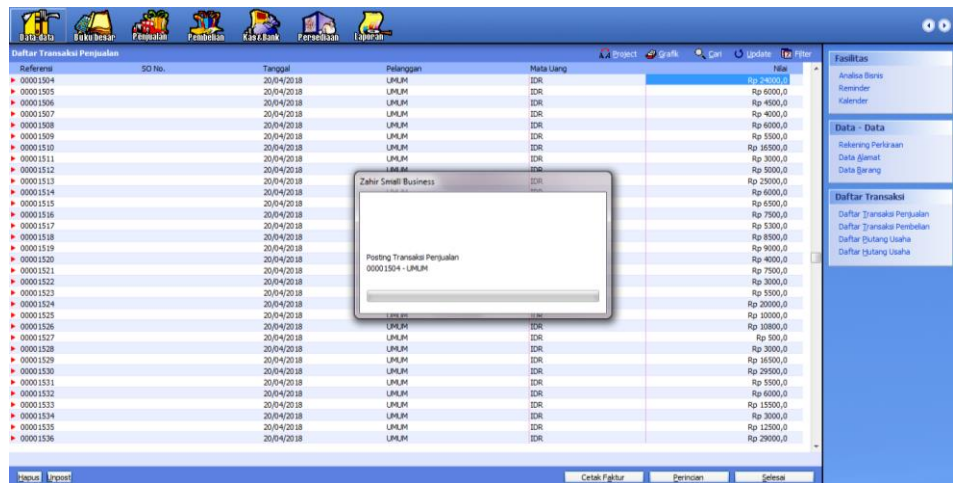 Data-data Buku besar Penjualan Pembelian Kas & Bank Persediaan Laporan
Daftar Transaksi Penjualan Project Grafik Cari Update Filter
Referensi SO No. Tanggal Pelanggan Mata Uang Nilai
00001504 20/04/2018 UMUM IDR Rp 24000,0
00001505 20/04/2018 UMUM IDR Rp 6000,0
00001506 20/04/2018 UMUM IDR Rp 4500,0
00001507 20/04/2018 UMUM IDR Rp 4000,0
00001508 20/04/2018 UMUM IDR Rp 6000,0
00001509 20/04/2018 UMUM IDR Rp 5500,0
00001510 20/04/2018 UMUM IDR Rp 16500,0
00001511 20/04/2018 UMUM IDR Rp 3000,0
00001512 20/04/2018 UMUM IDR Rp 5000,0
00001513 20/04/2018 IDR Rp 25000,0
00001514 20/04/2018 Rp 6000,0
00001515 20/04/2018 Rp 6500,0
00001516 20/04/2018 Rp 7500,0
00001517 20/04/2018 Rp 5300,0
00001518 20/04/2018 Rp 8500,0
00001519 20/04/2018 Rp 9000,0
00001520 20/04/2018 Rp 4000,0
00001521 20/04/2018 Rp 7500,0
00001522 20/04/2018 Rp 3000,0
00001523 20/04/2018 Rp 5500,0
00001524 20/04/2018 Rp 20000,0
00001525 20/04/2018 UMUM IDR Rp 10000,0
00001526 20/04/2018 UMUM IDR Rp 10800,0
00001527 20/04/2018 UMUM IDR Rp 500,0
00001528 20/04/2018 UMUM IDR Rp 3000,0
00001529 20/04/2018 UMUM IDR Rp 16500,0
00001530 20/04/2018 UMUM IDR Rp 29500,0
00001531 20/04/2018 UMUM IDR Rp 5500,0
00001532 20/04/2018 UMUM IDR Rp 6000,0
00001533 20/04/2018 UMUM IDR Rp 15500,0
00001534 20/04/2018 UMUM IDR Rp 3000,0
00001535 20/04/2018 UMUM IDR Rp 12500,0
00001536 20/04/2018 UMUM IDR Rp 29000,0
Zahir Small Business
Posting Transaksi Penjualan
00001504 - UMUM
Hapus Unpost Cetak Faktur Perincian Selesai
Fasilitas
Analisa Bisnis
Reminder
Kalender
Data - Data
Rekening Perkiraan
Data Alamat
Data Barang
Daftar Transaksi
Daftar Transaksi Penjualan
Daftar Transaksi Pembelian
Daftar Piutang Usaha
Daftar Hutang Usaha